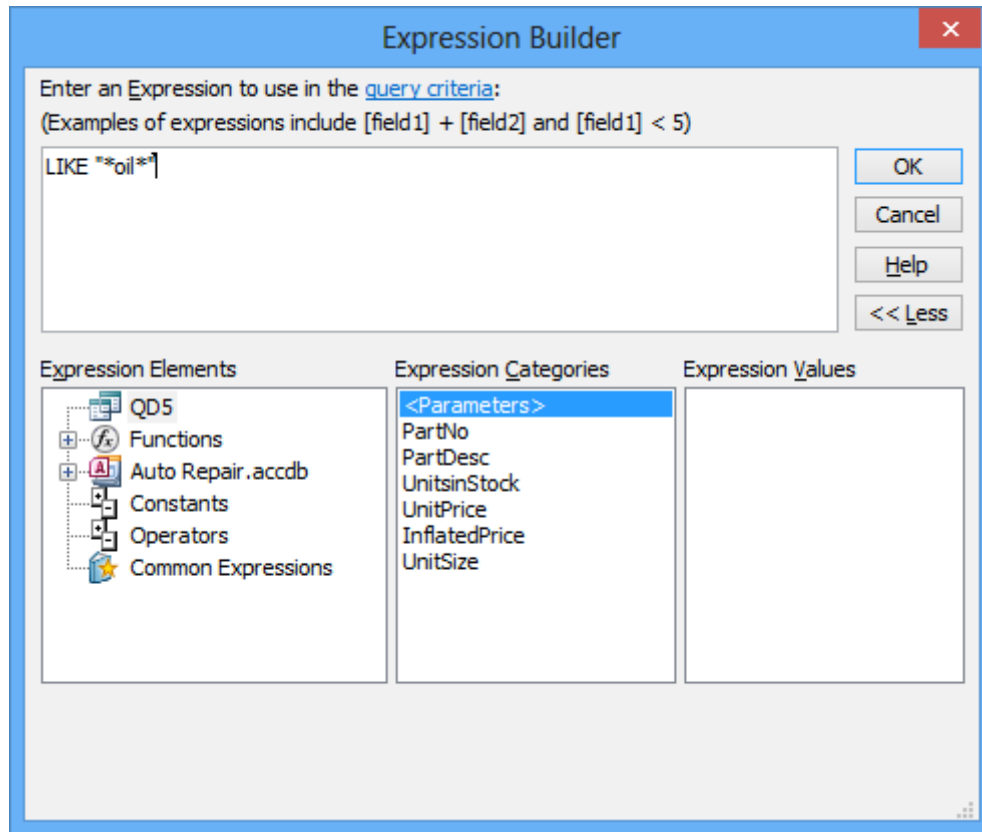 Expression Builder
Enter an Expression to use in the query criteria:
(Examples of expressions include [field1] + [field2] and [field1] < 5)
LIKE "*oil*"
OK
Cancel
Help
<< Less
Expression Elements
QD5
Functions
Auto Repair.accdb
Constants
Operators
Common Expressions
Expression Categories
<Parameters>
PartNo
PartDesc
UnitsinStock
UnitPrice
InflatedPrice
UnitSize
Expression Values